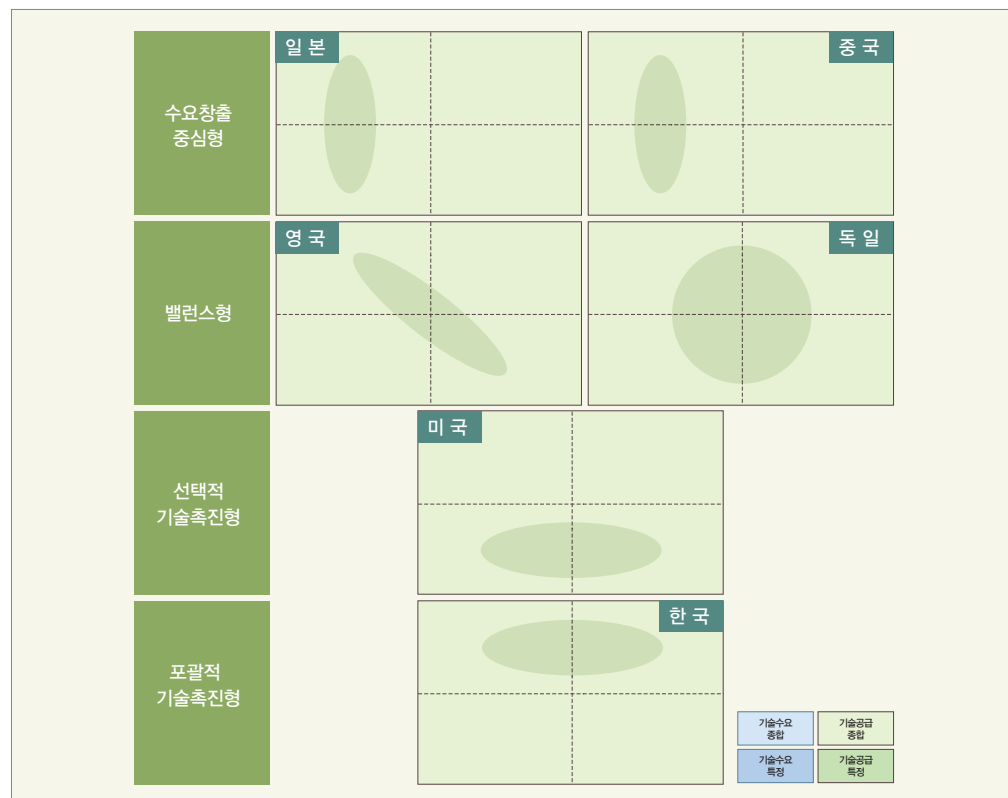 수요창출
중심형
일본
중국
밸런스형
영국
독일
선택적
기술촉진형
미국
포괄적
기술촉진형
한국
기술수요
종합
기술공급
종합
기술수요
특정
기술공급
특정